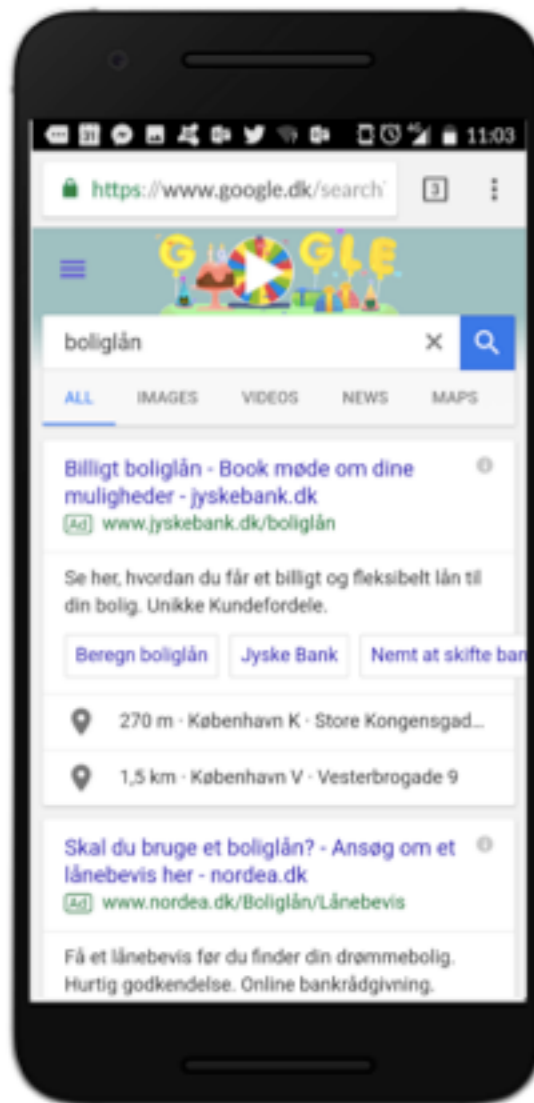 31
4G
11:03
https://www.google.dk/search
3
G GLE
boliglån
ALL IMAGES VIDEOS NEWS MAPS
Billigt boliglån - Book møde om dine
muligheder - jyskebank.dk
Ad www.jyskebank.dk/boliglån
Se her, hvordan du får et billigt og fleksibelt lån til
din bolig. Unikke Kundefordele.
Beregn boliglån Jyske Bank Nemt at skifte ban
270 m · København K · Store Kongensgad...
1,5 km · København V · Vesterbrogade 9
Skal du bruge et boliglån? - Ansøg om et
lånebevis her - nordea.dk
Ad www.nordea.dk/Boliglån/Lånebevis
Få et lånebevis før du finder din drømmebolig.
Hurtig godkendelse. Online bankrådgivning.